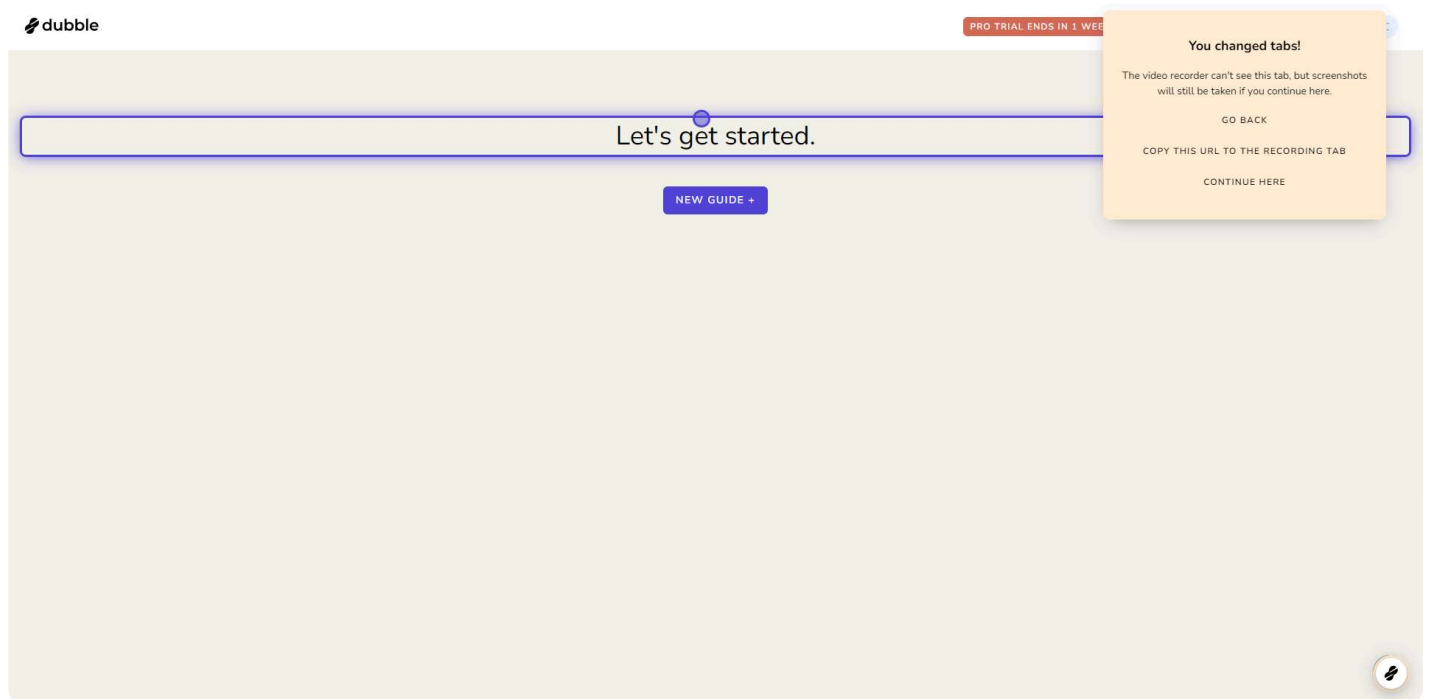 dubble
PRO TRIAL ENDS IN 1
You changed tabs!
The video recorder can't see this tab, but screenshots
will still be taken if you continue here.
GO BACK
COPY THIS URL TO THE RECORDING TAB
CONTINUE HERE
Let's get started.
NEW GUIDE +